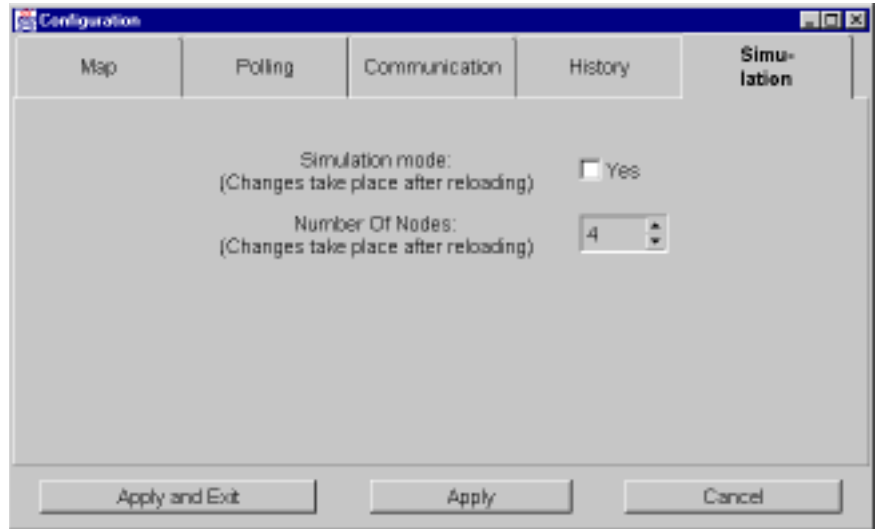 Configuration
Map
Polling
Communication
History
Simu-
lation
Simulation mode:
(Changes take place after reloading)
Yes
Number Of Nodes:
(Changes take place after reloading)
4
Apply and Exit
Apply
Cancel